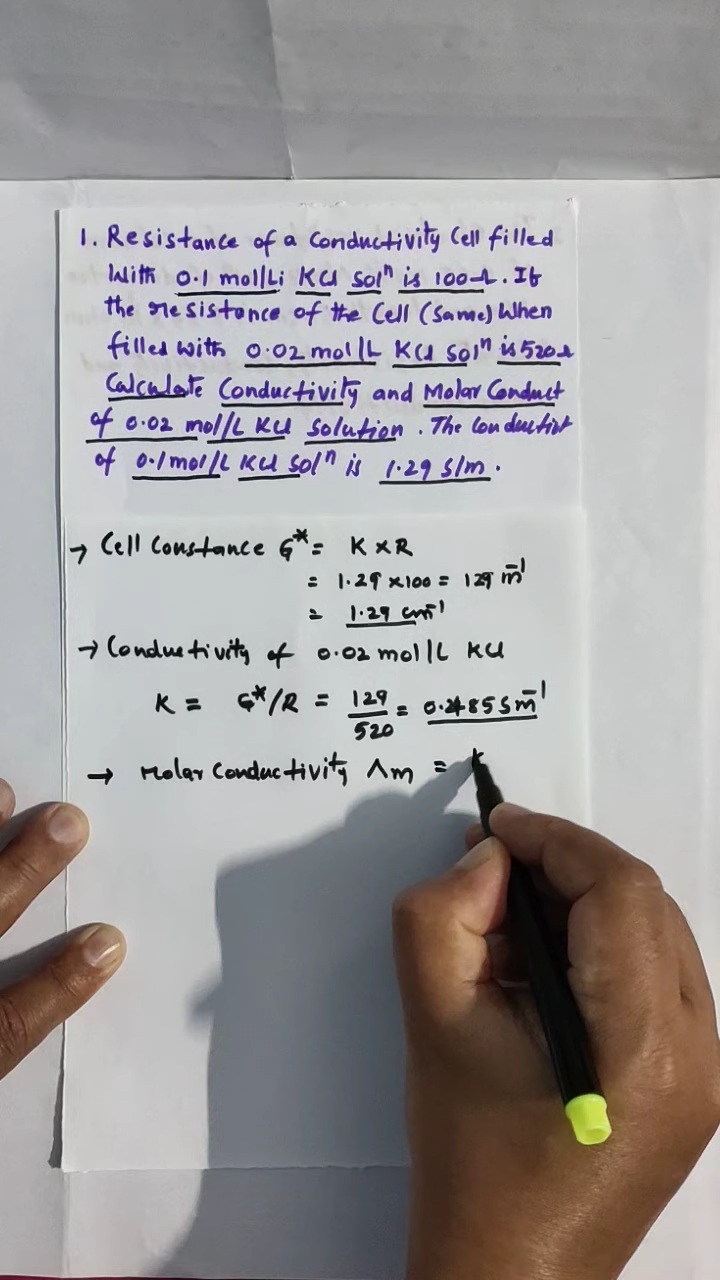 1. Resistance of a Conductivity Cell filled
With 0.1 mol/Li KCl Solⁿ is 100Ω. If
the resistance of the Cell (Same) When
filled with 0.02 mol/L KCl Solⁿ is 520Ω
Calculate Conductivity and Molar Conduct
of 0.02 mol/L KCl Solution. The Conductivit
of 0.1 mol/L KCl Solⁿ is 1.29 S/m.
→ Cell Constance G* = K × R
= 1.29 × 100 = 129 m⁻¹
= 1.29 cm⁻¹
→ Conductivity of 0.02 mol/L KCl
K = G*/R = 129/520 = 0.2485 S m⁻¹
→ Molar Conductivity Λm =